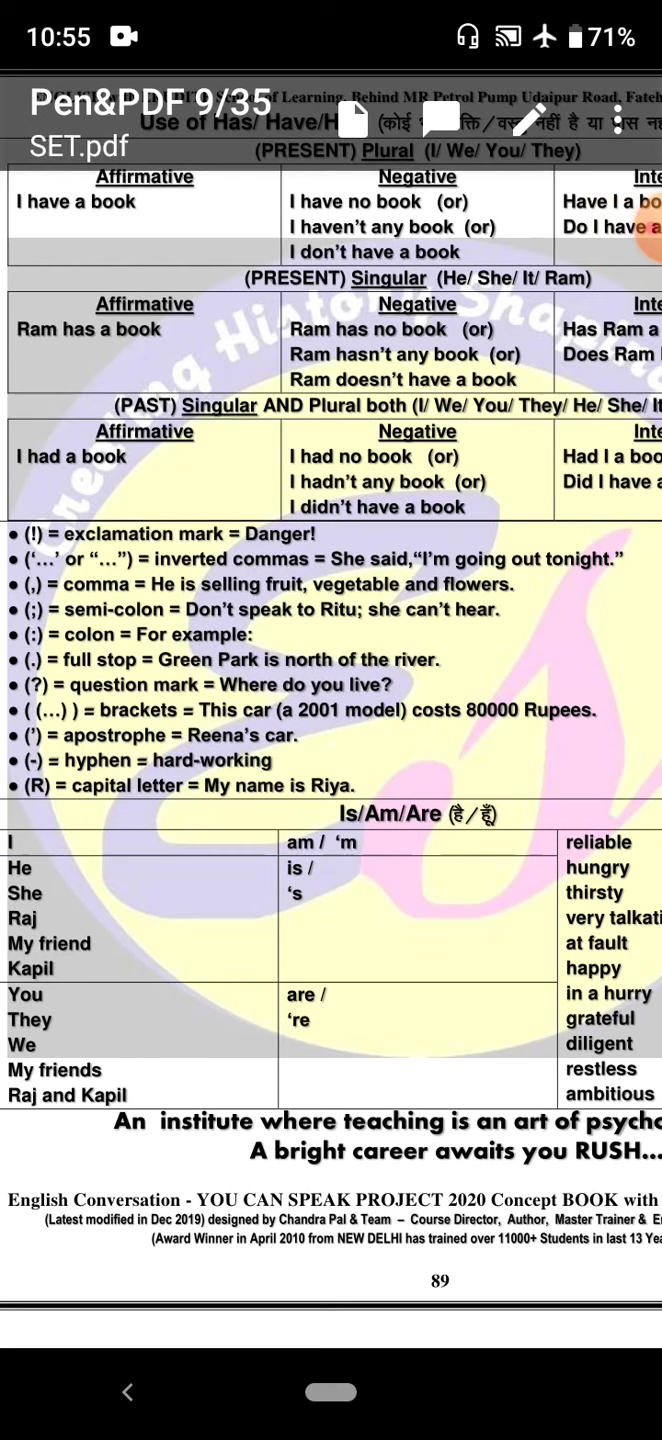 10:55 71%
Pen&PDF 9/35
SET.pdf
of Learning, Behind MR Petrol Pump Udaipur Road, Fateh
Use of Has/ Have/H (कोई
(PRESENT) Plural (I/ We/ You/ They)
Affirmative Negative Inte
I have a book I have no book (or) Have I a bo
I haven't any book (or) Do I have a
I don't have a book
(PRESENT) Singular (He/ She/ It/ Ram)
Affirmative Negative Inte
Ram has a book Ram has no book (or) Has Ram a
Ram hasn't any book (or) Does Ram
Ram doesn't have a book
(PAST) Singular AND Plural both (I/ We/ You/ They/ He/ She/ It
Affirmative Negative Inte
I had a book I had no book (or) Had I a boo
I hadn't any book (or) Did I have a
I didn't have a book
Creating History Shaping
● (!) = exclamation mark = Danger!
● (‘…’ or “…”) = inverted commas = She said,“I’m going out tonight.”
● (,) = comma = He is selling fruit, vegetable and flowers.
● (;) = semi-colon = Don’t speak to Ritu; she can’t hear.
● (:) = colon = For example:
● (.) = full stop = Green Park is north of the river.
● (?) = question mark = Where do you live?
● ( (…) ) = brackets = This car (a 2001 model) costs 80000 Rupees.
● (’) = apostrophe = Reena’s car.
● (-) = hyphen = hard-working
● (R) = capital letter = My name is Riya.
Is/Am/Are (है/हूँ)
I am / ‘m reliable
He is / hungry
She ‘s thirsty
Raj very talkati
My friend at fault
Kapil happy
You are / in a hurry
They ‘re grateful
We diligent
My friends restless
Raj and Kapil ambitious
An institute where teaching is an art of psycho
A bright career awaits you RUSH...
English Conversation - YOU CAN SPEAK PROJECT 2020 Concept BOOK with
(Latest modified in Dec 2019) designed by Chandra Pal & Team – Course Director, Author, Master Trainer & E
(Award Winner in April 2010 from NEW DELHI has trained over 11000+ Students in last 13 Yea
89